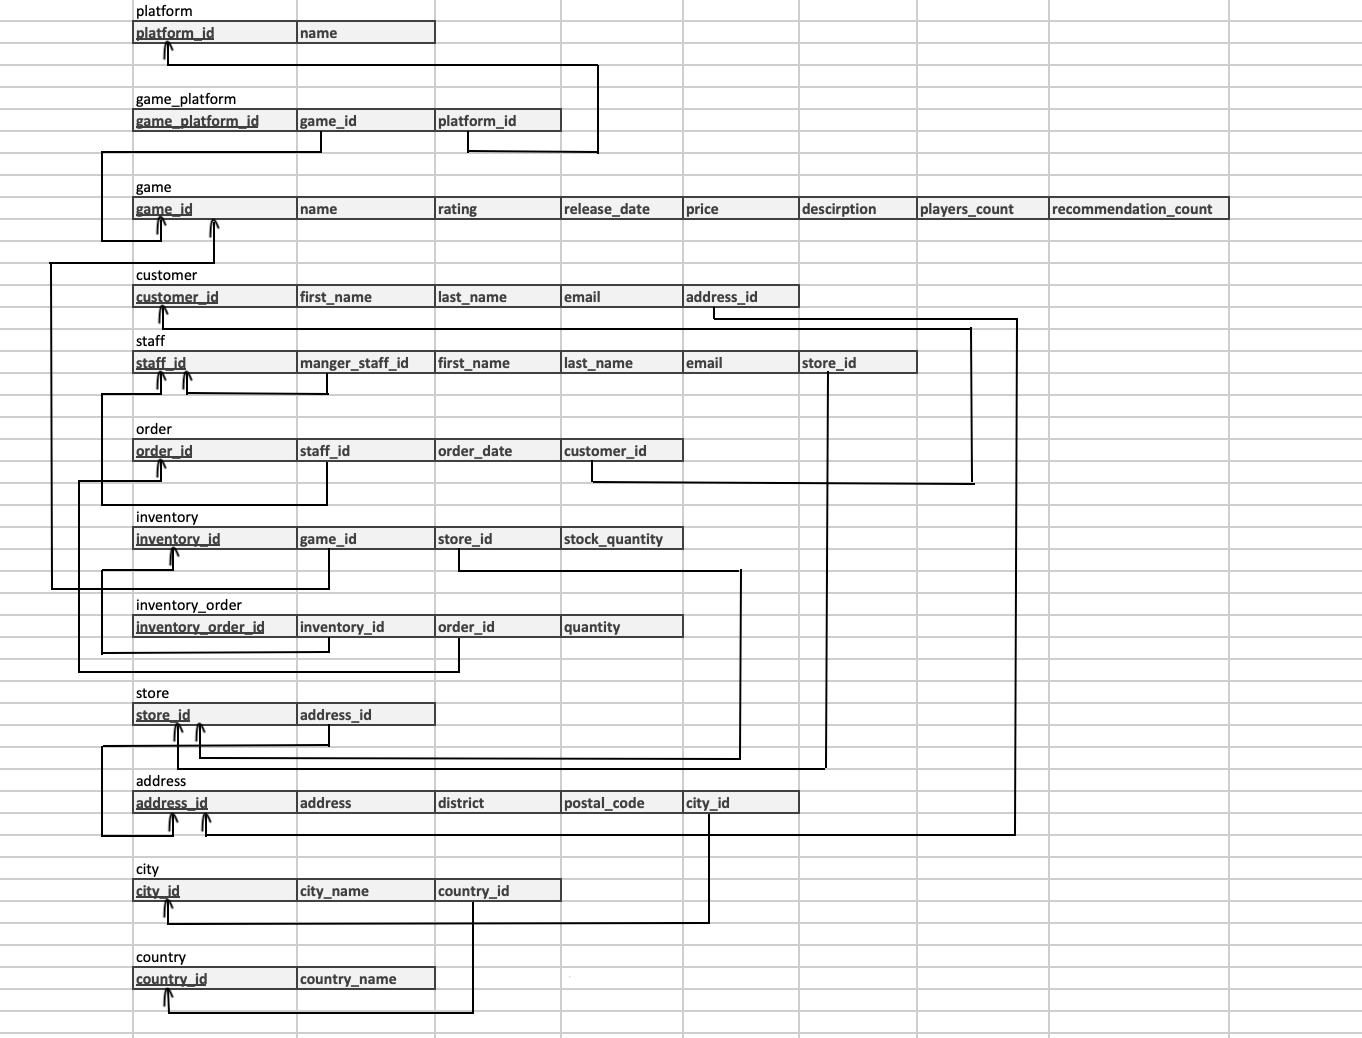 platform
platform_id name
game_platform
game_platform_id game_id platform_id
game
game_id name rating release_date price descirption players_count recommendation_count
customer
customer_id first_name last_name email address_id
staff
staff_id manger_staff_id first_name last_name email store_id
order
order_id staff_id order_date customer_id
inventory
inventory_id game_id store_id stock_quantity
inventory_order
inventory_order_id inventory_id order_id quantity
store
store_id address_id
address
address_id address district postal_code city_id
city
city_id city_name country_id
country
country_id country_name